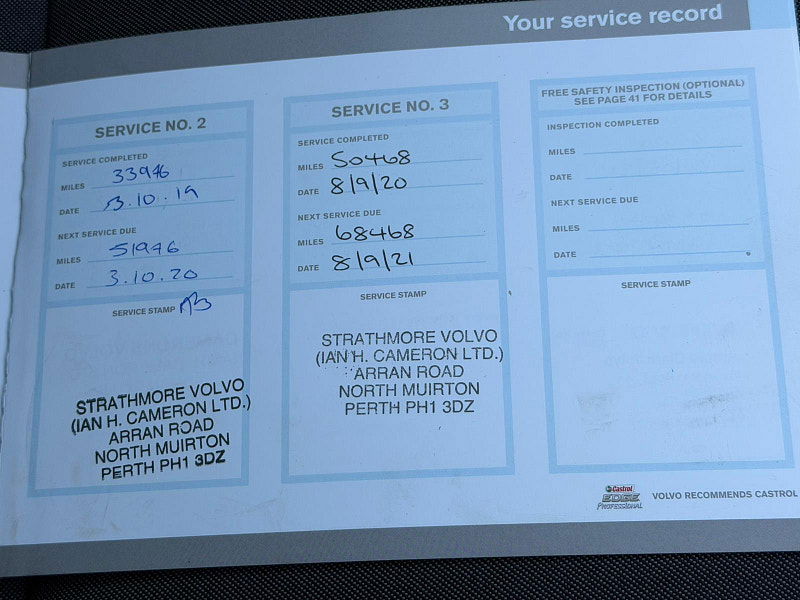 Your service record
SERVICE NO. 2
SERVICE COMPLETED
MILES 33976
DATE 3.10.19
NEXT SERVICE DUE
MILES 51976
DATE 3.10.20
SERVICE STAMP
STRATHMORE VOLVO
(IAN H. CAMERON LTD.)
ARRAN ROAD
NORTH MUIRTON
PERTH PH1 3DZ
SERVICE NO. 3
SERVICE COMPLETED
MILES 50468
DATE 8/9/20
NEXT SERVICE DUE
MILES 68468
DATE 8/9/21
SERVICE STAMP
STRATHMORE VOLVO
(IAN H. CAMERON LTD.)
ARRAN ROAD
NORTH MUIRTON
PERTH PH1 3DZ
FREE SAFETY INSPECTION (OPTIONAL)
SEE PAGE 41 FOR DETAILS
INSPECTION COMPLETED
MILES
DATE
NEXT SERVICE DUE
MILES
DATE
SERVICE STAMP
Castrol
EDGE
PROFESSIONAL
VOLVO RECOMMENDS CASTROL